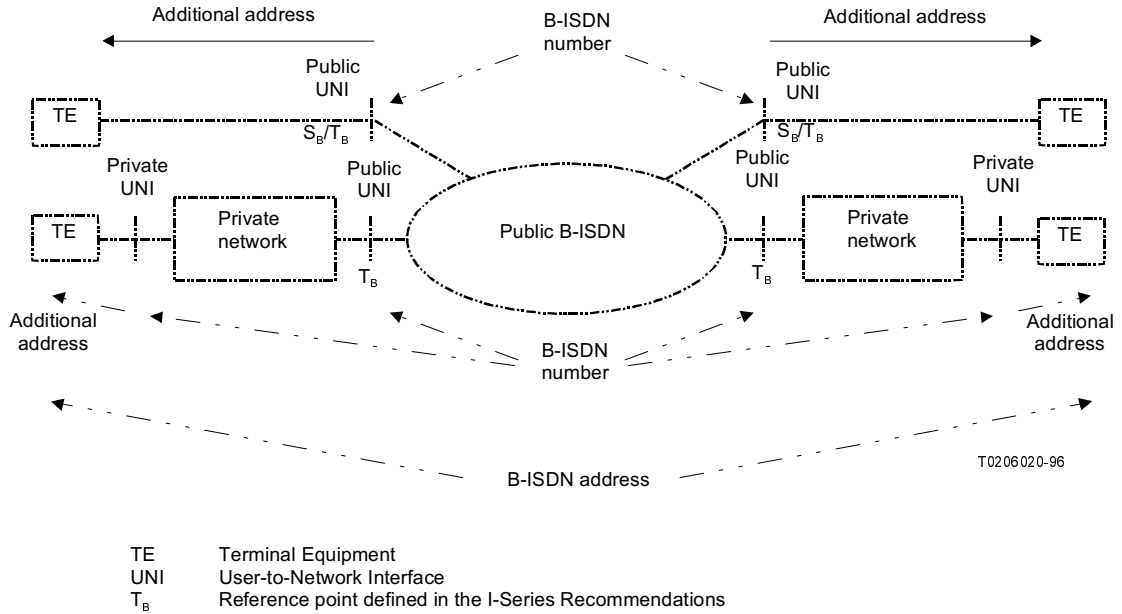 Additional address
B-ISDN
number
Additional address
Public
UNI
Public
UNI
TE
S_B/T_B
S_B/T_B
TE
Private
UNI
Public
UNI
Public
UNI
Private
UNI
TE
Private
network
Public B-ISDN
Private
network
TE
T_B
T_B
Additional
address
B-ISDN
number
Additional
address
B-ISDN address
T0206020-96
TE Terminal Equipment
UNI User-to-Network Interface
T_B Reference point defined in the I-Series Recommendations